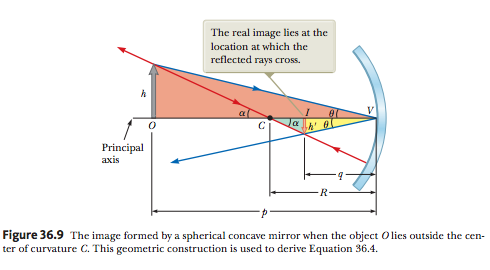 The real image lies at the
location at which the
reflected rays cross.
h
α
I
θ
V
O
C
α
h′
θ
Principal
axis
q
R
p
Figure 36.9 The image formed by a spherical concave mirror when the object O lies outside the cen-
ter of curvature C. This geometric construction is used to derive Equation 36.4.